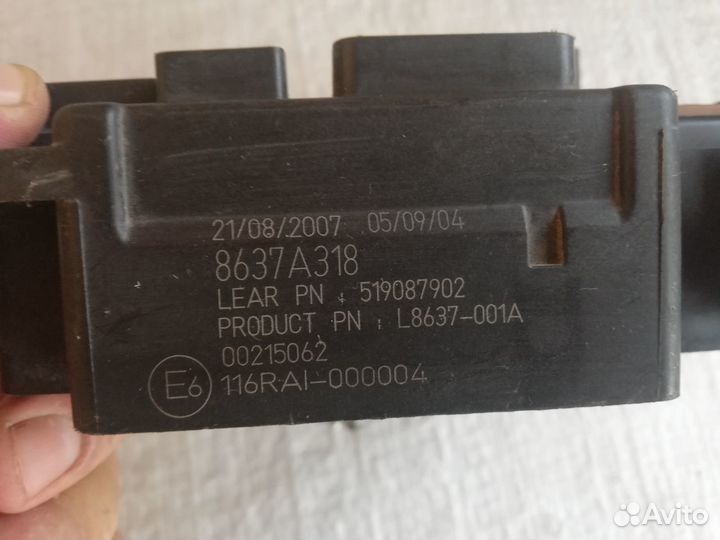 21/08/2007 05/09/04
8637A318
LEAR PN : 519087902
PRODUCT PN : L8637-001A
00215062
E6 116RAI-000004
Avito